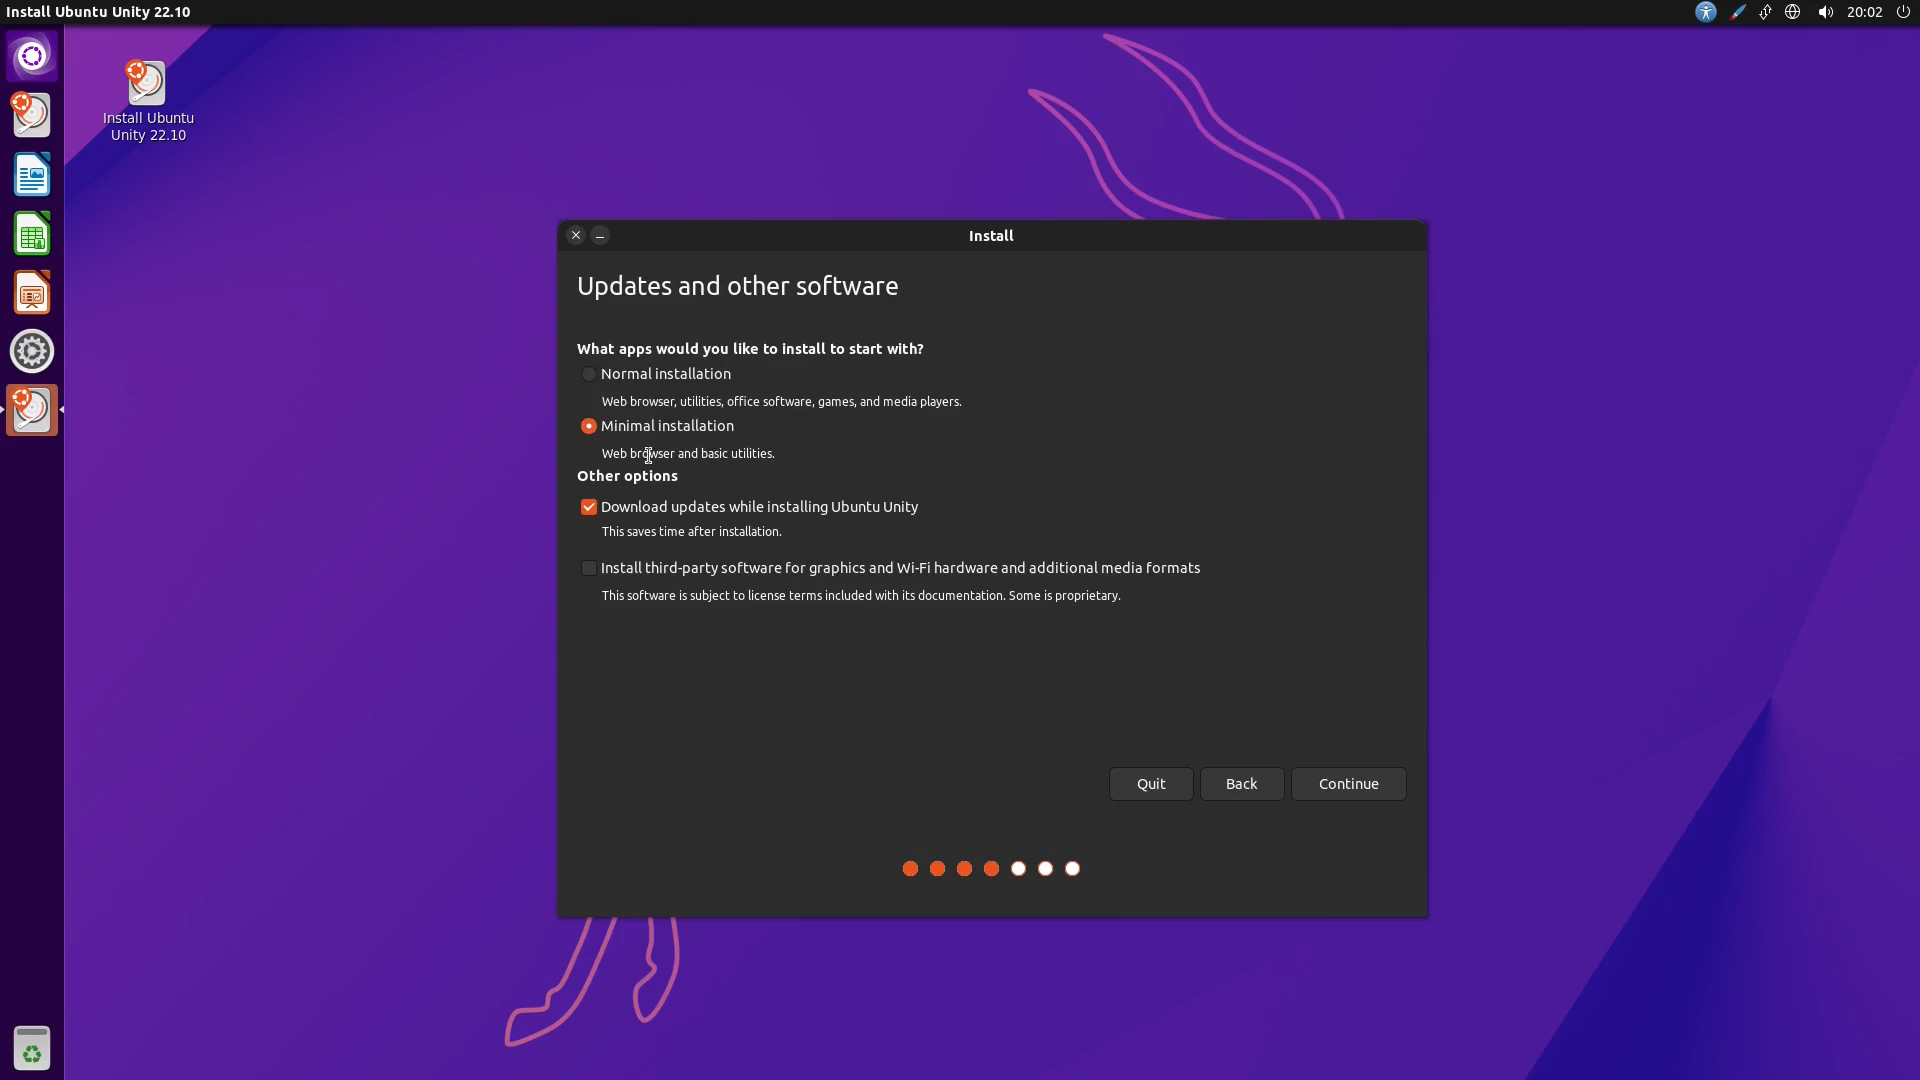 Install Ubuntu Unity 22.10
20:02
Install Ubuntu
Unity 22.10
Install
Updates and other software
What apps would you like to install to start with?
Normal installation
Web browser, utilities, office software, games, and media players.
Minimal installation
Web browser and basic utilities.
Other options
Download updates while installing Ubuntu Unity
This saves time after installation.
Install third-party software for graphics and Wi-Fi hardware and additional media formats
This software is subject to license terms included with its documentation. Some is proprietary.
Quit
Back
Continue